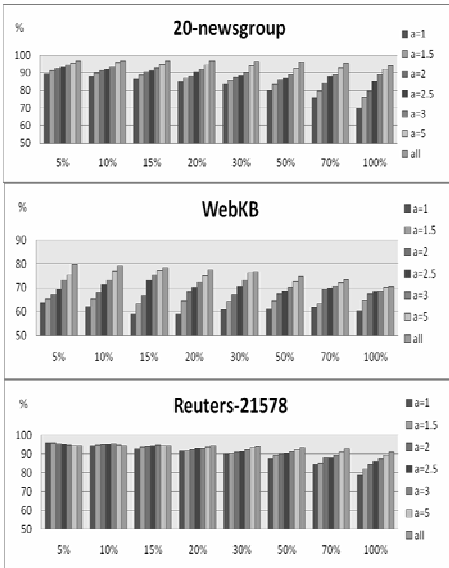 20-newsgroup
%
100
90
80
70
60
50
5% 10% 15% 20% 30% 50% 70% 100%
a=1
a=1.5
a=2
a=2.5
a=3
a=5
all
WebKB
%
90
80
70
60
50
5% 10% 15% 20% 30% 50% 70% 100%
a=1
a=1.5
a=2
a=2.5
a=3
a=5
all
Reuters-21578
%
100
90
80
70
60
50
5% 10% 15% 20% 30% 50% 70% 100%
a=1
a=1.5
a=2
a=2.5
a=3
a=5
all